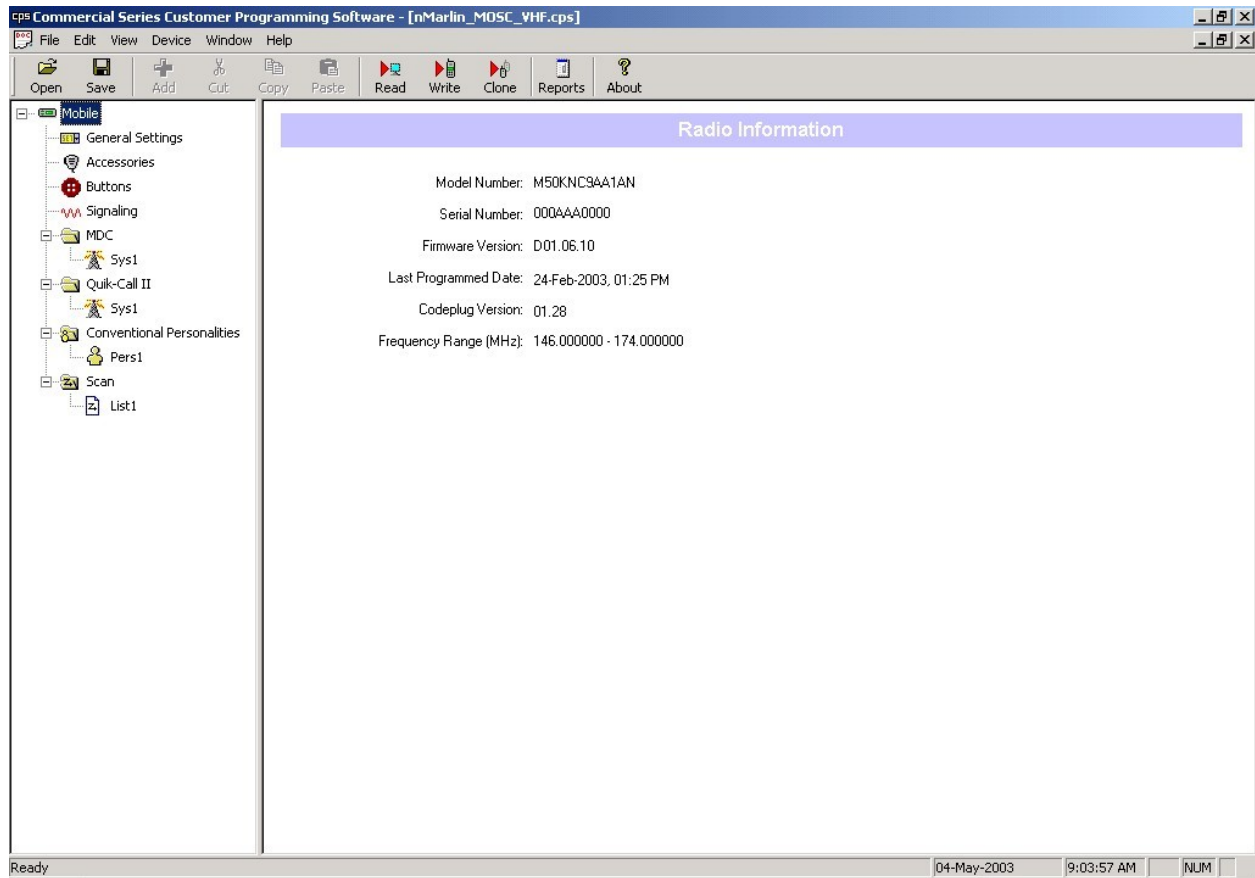 cps Commercial Series Customer Programming Software - [nMarlin_MOSC_VHF.cps]
File Edit View Device Window Help
Open Save Add Cut Copy Paste Read Write Clone Reports About
Mobile
General Settings
Accessories
Buttons
Signaling
MDC
Sys1
Quik-Call II
Sys1
Conventional Personalities
Pers1
Scan
List1
Radio Information
Model Number: M50KNC9AA1AN
Serial Number: 000AAA0000
Firmware Version: D01.06.10
Last Programmed Date: 24-Feb-2003, 01:25 PM
Codeplug Version: 01.28
Frequency Range (MHz): 146.000000 - 174.000000
Ready 04-May-2003 9:03:57 AM NUM